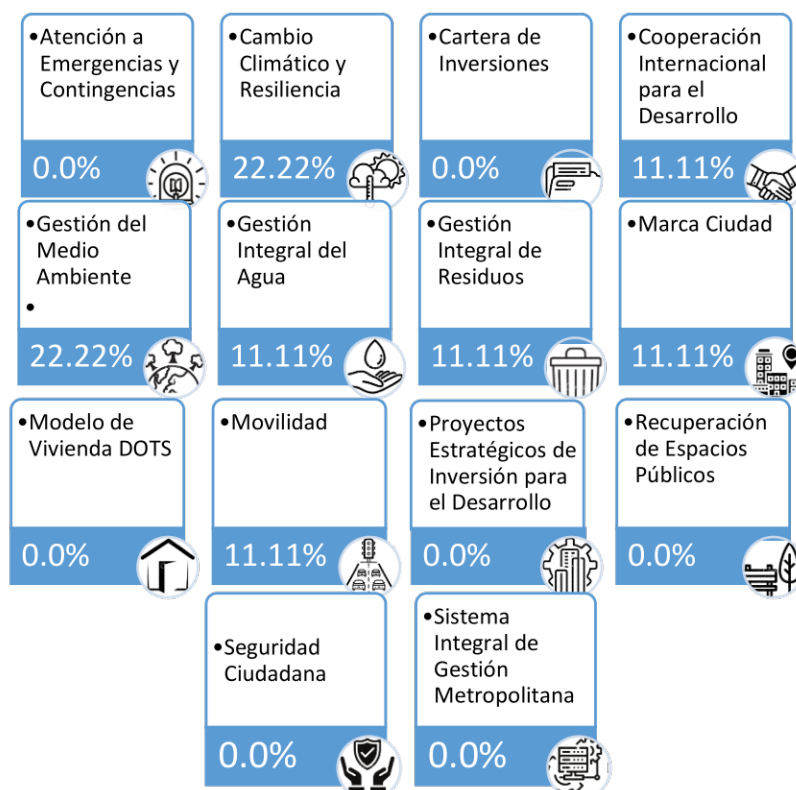 •Atención a
Emergencias y
Contingencias
0.0%
•Cambio
Climático y
Resiliencia
22.22%
•Cartera de
Inversiones
0.0%
•Cooperación
Internacional
para el
Desarrollo
11.11%
•Gestión del
Medio
Ambiente
•
22.22%
•Gestión
Integral del
Agua
11.11%
•Gestión
Integral de
Residuos
11.11%
•Marca Ciudad
11.11%
•Modelo de
Vivienda DOTS
0.0%
•Movilidad
11.11%
•Proyectos
Estratégicos de
Inversión para
el Desarrollo
0.0%
•Recuperación
de Espacios
Públicos
0.0%
•Seguridad
Ciudadana
0.0%
•Sistema
Integral de
Gestión
Metropolitana
0.0%